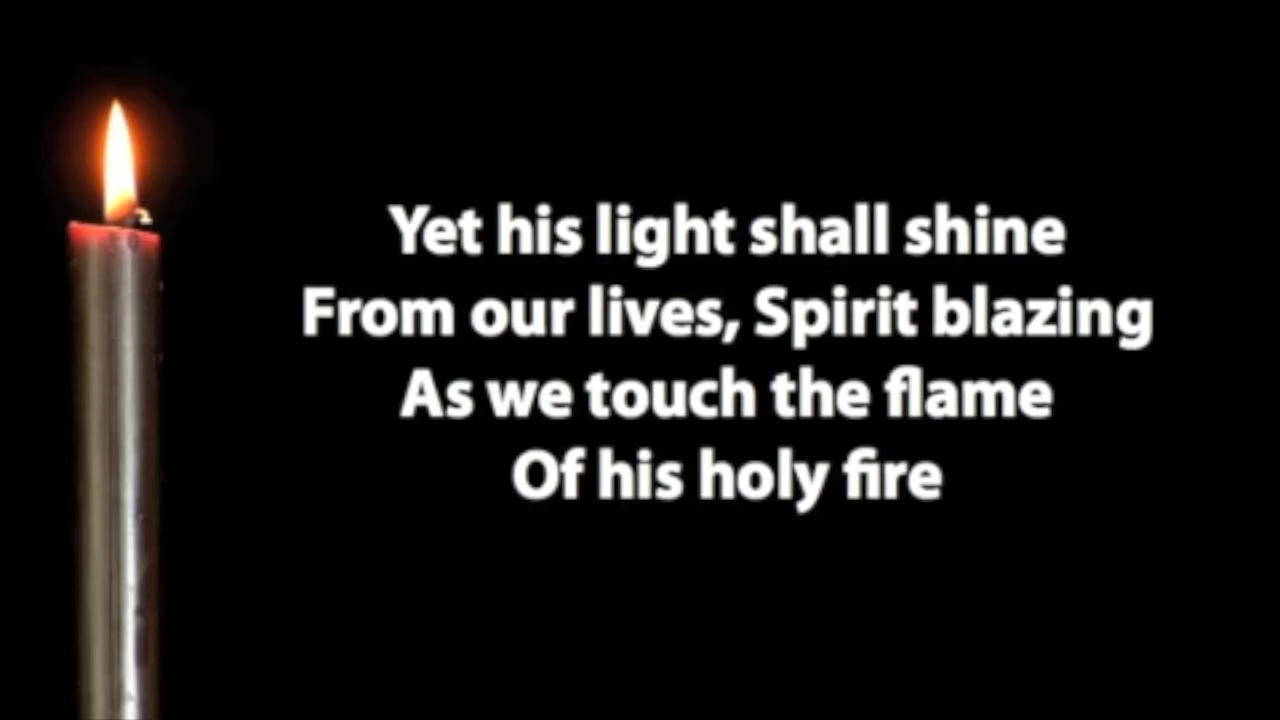 Yet his light shall shine
From our lives, Spirit blazing
As we touch the flame
Of his holy fire